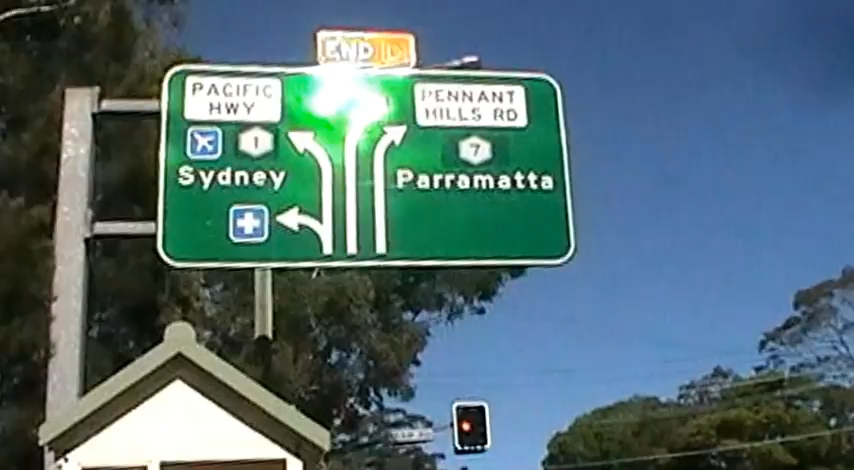 END
PACIFIC
HWY
1
Sydney
PENNANT
HILLS RD
7
Parramatta